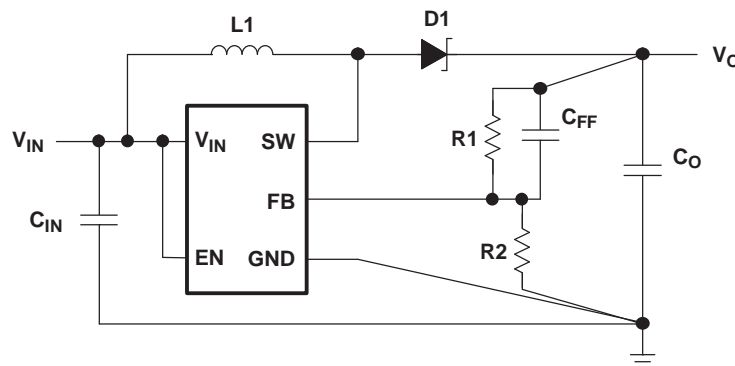 L1
D1
V_O
V_IN
V_IN
SW
R1
C_FF
C_O
FB
C_IN
EN
GND
R2